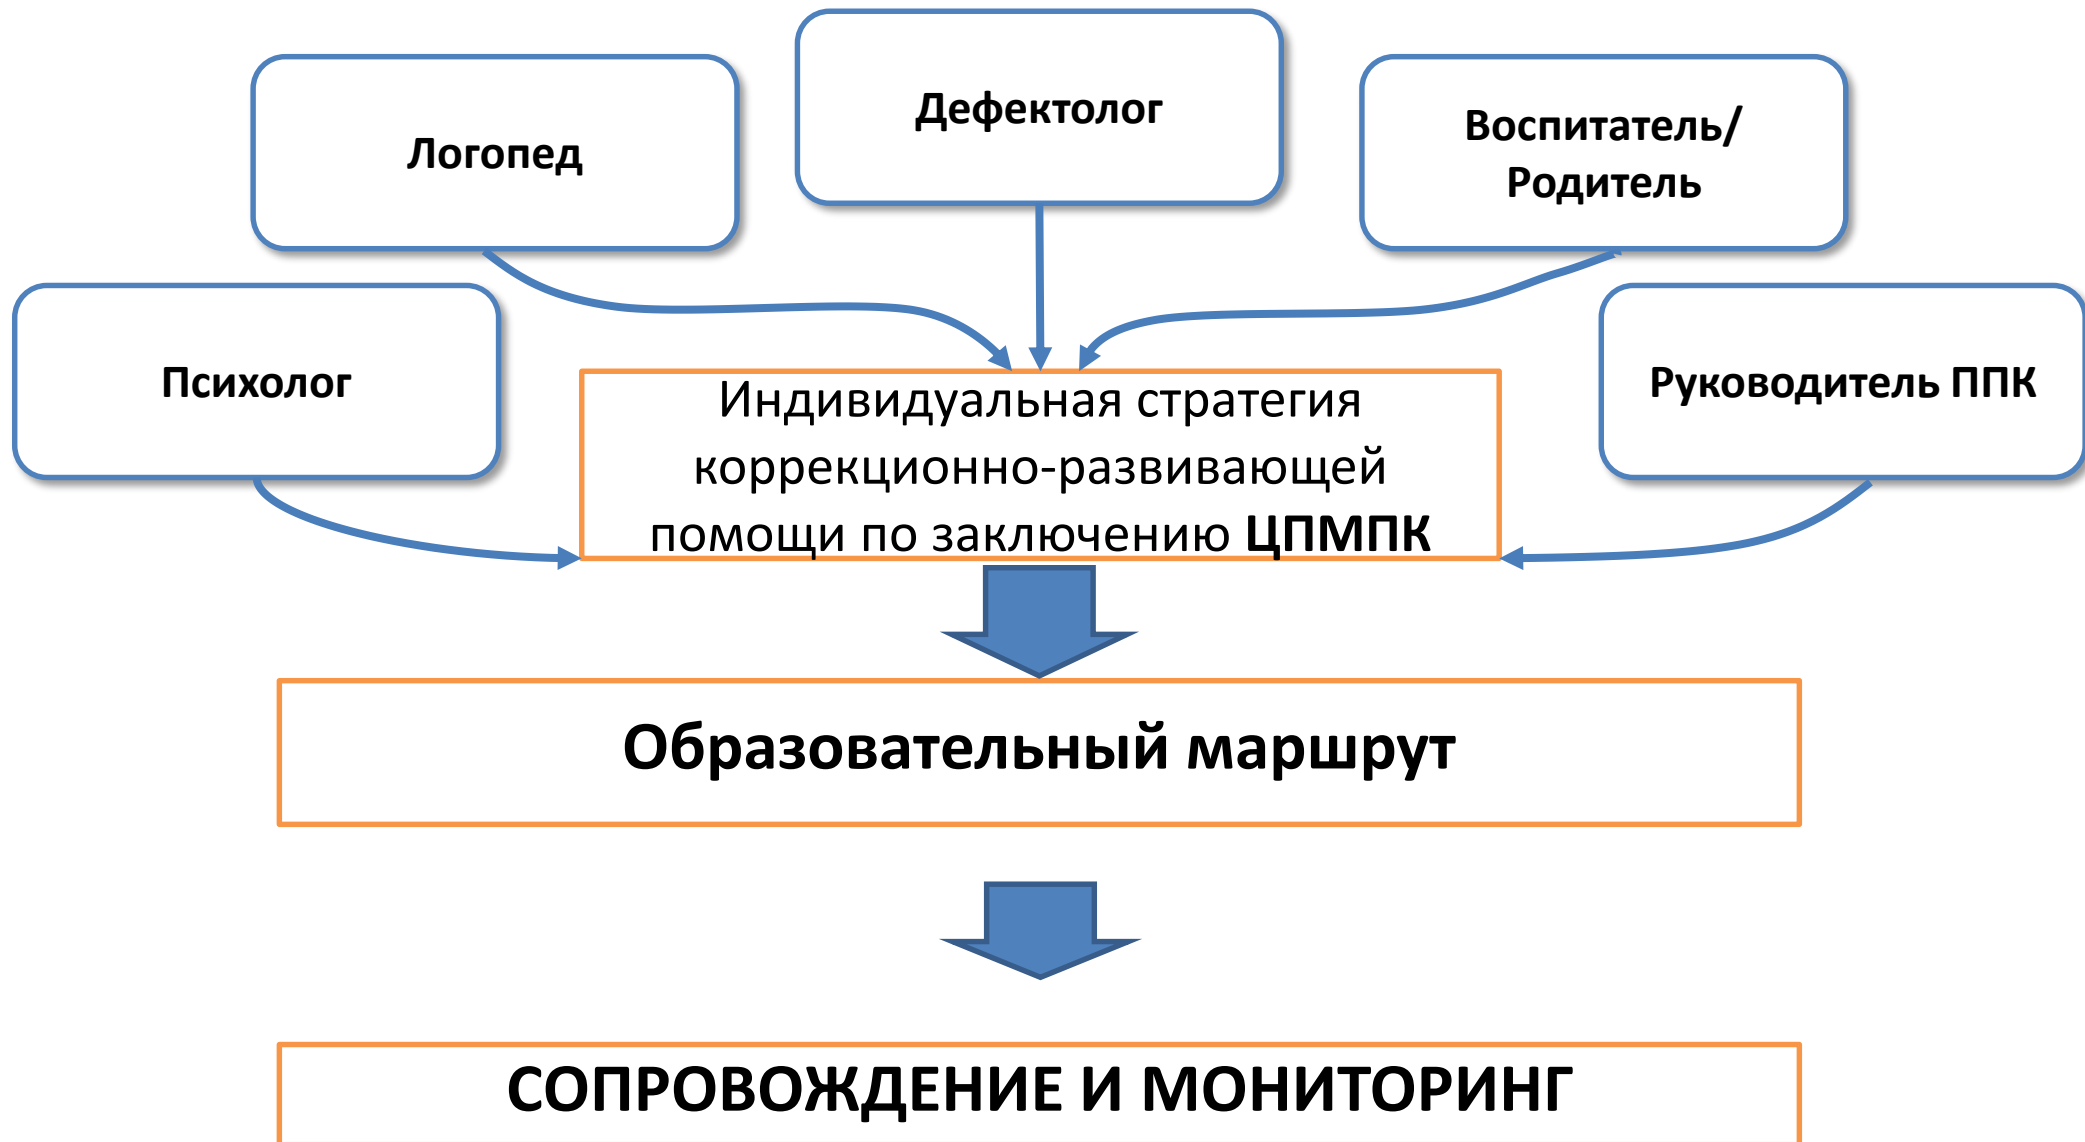 Дефектолог
Логопед
Воспитатель/
Родитель
Психолог
Руководитель ППК
Индивидуальная стратегия
коррекционно-развивающей
помощи по заключению ЦПМПК
Образовательный маршрут
СОПРОВОЖДЕНИЕ И МОНИТОРИНГ